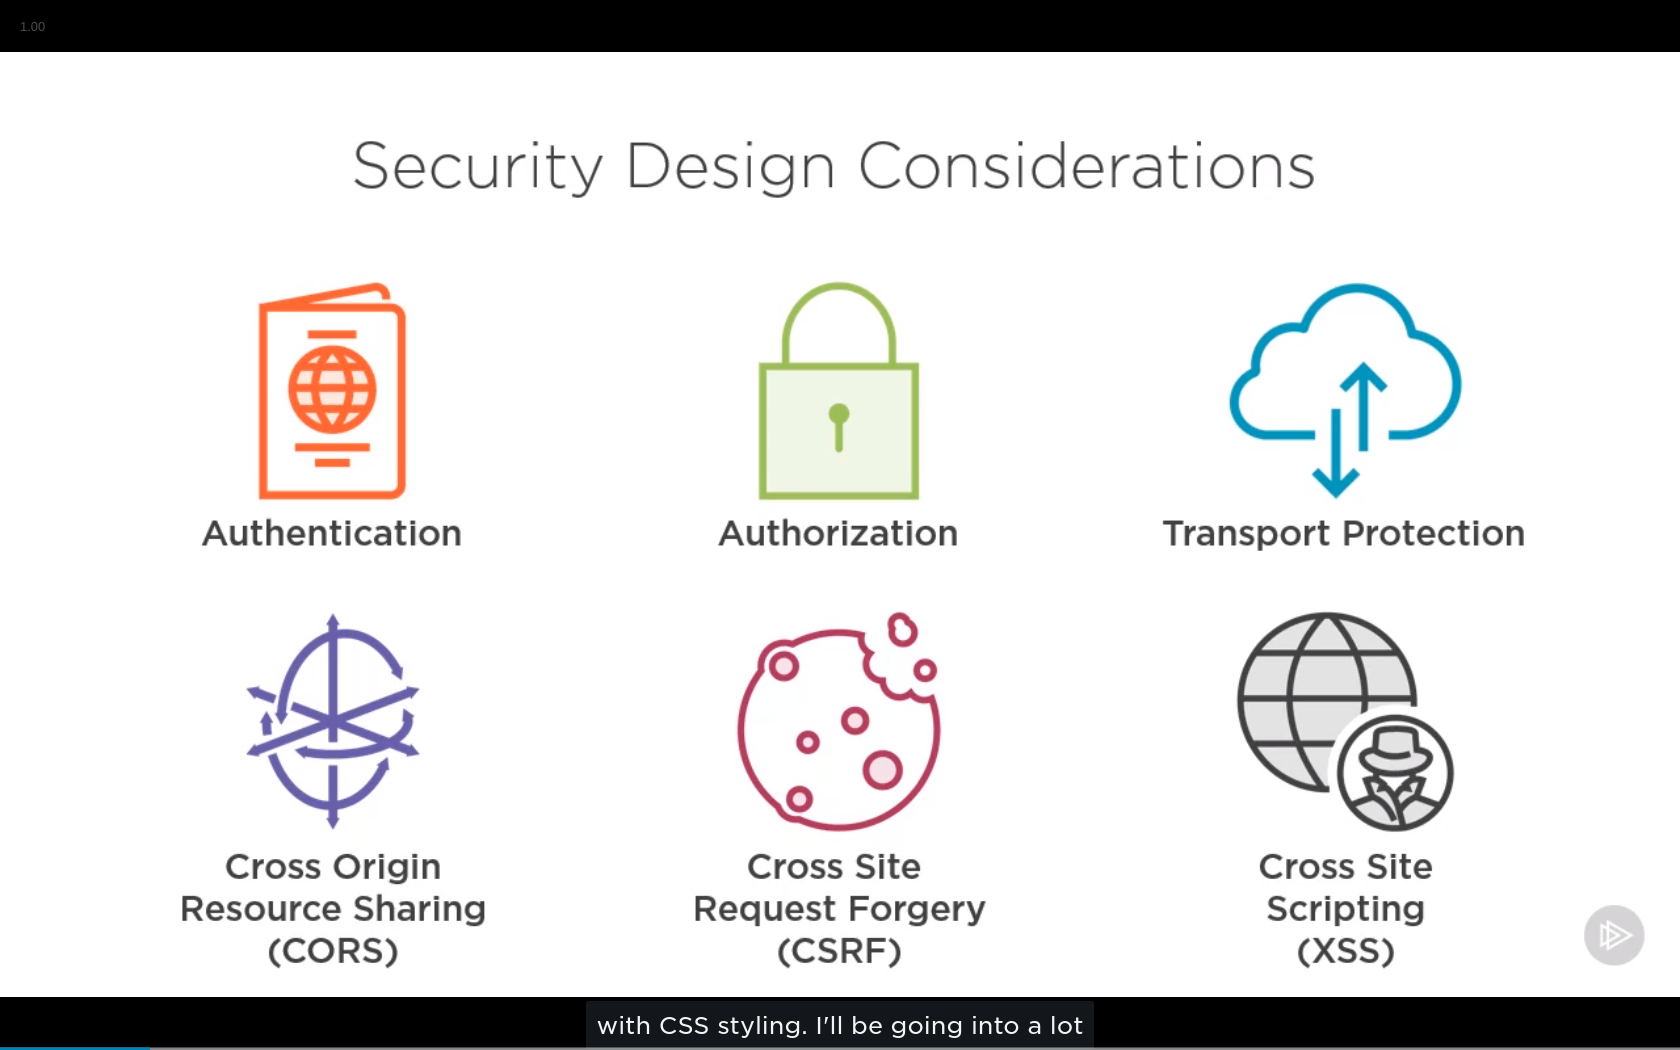 1.00
Security Design Considerations
Authentication
Authorization
Transport Protection
Cross Origin
Resource Sharing
(CORS)
Cross Site
Request Forgery
(CSRF)
Cross Site
Scripting
(XSS)
with CSS styling. I'll be going into a lot